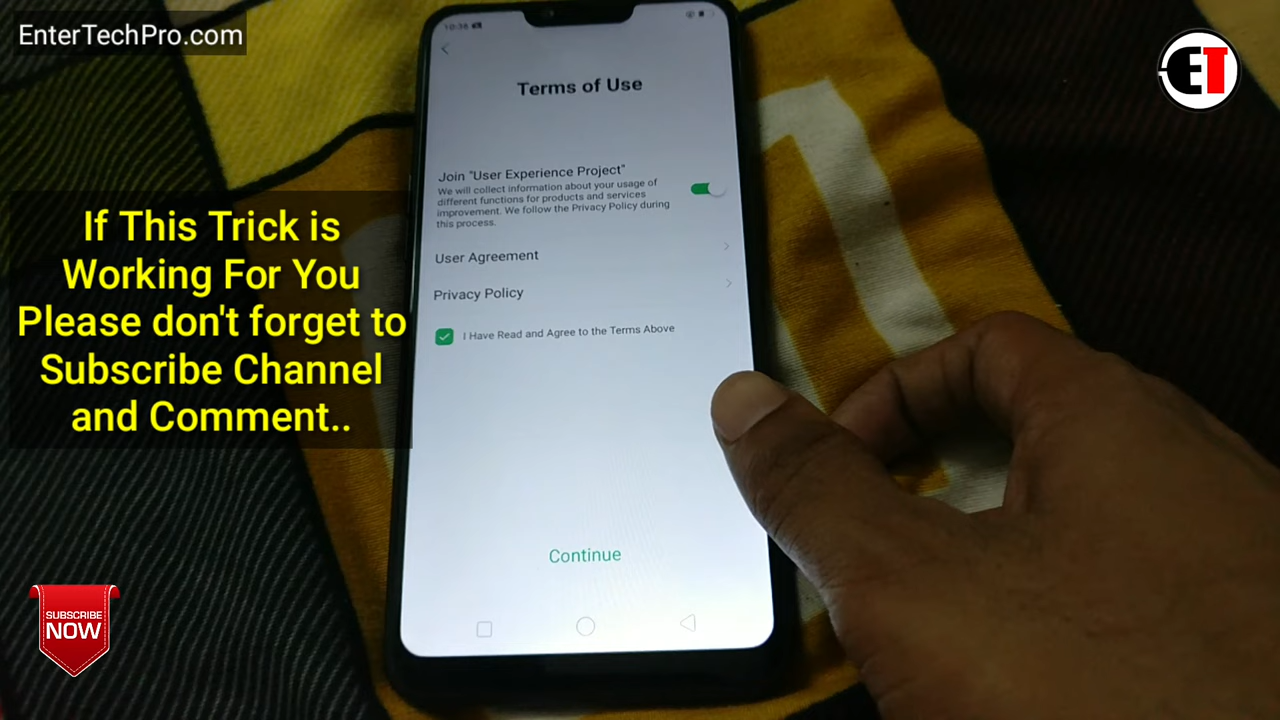 EnterTechPro.com
ET
10:38
Terms of Use
Join "User Experience Project"
We will collect information about your usage of
different functions for products and services
improvement. We follow the Privacy Policy during
this process.
User Agreement
Privacy Policy
I Have Read and Agree to the Terms Above
Continue
If This Trick is
Working For You
Please don't forget to
Subscribe Channel
and Comment..
SUBSCRIBE
NOW